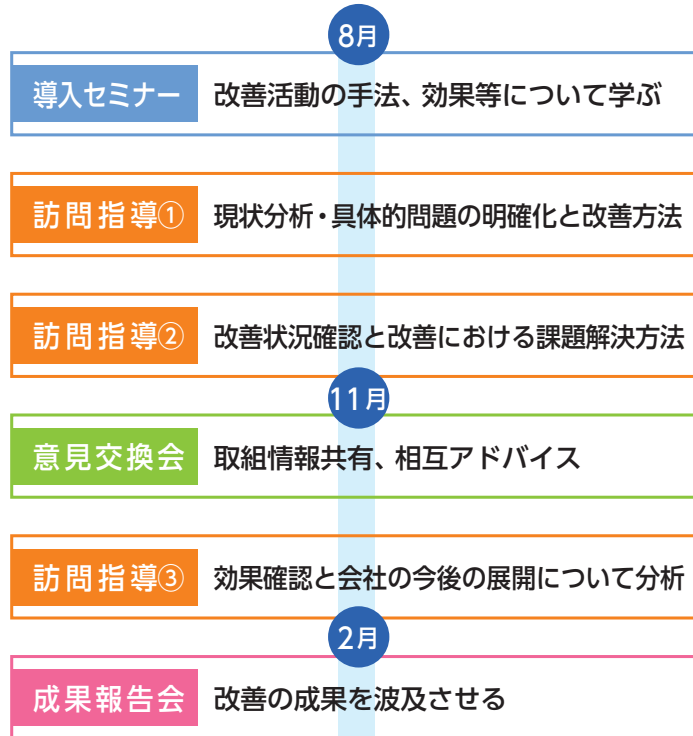 8月
導入セミナー 改善活動の手法、効果等について学ぶ
訪問指導① 現状分析・具体的問題の明確化と改善方法
訪問指導② 改善状況確認と改善における課題解決方法
11月
意見交換会 取組情報共有、相互アドバイス
訪問指導③ 効果確認と会社の今後の展開について分析
2月
成果報告会 改善の成果を波及させる